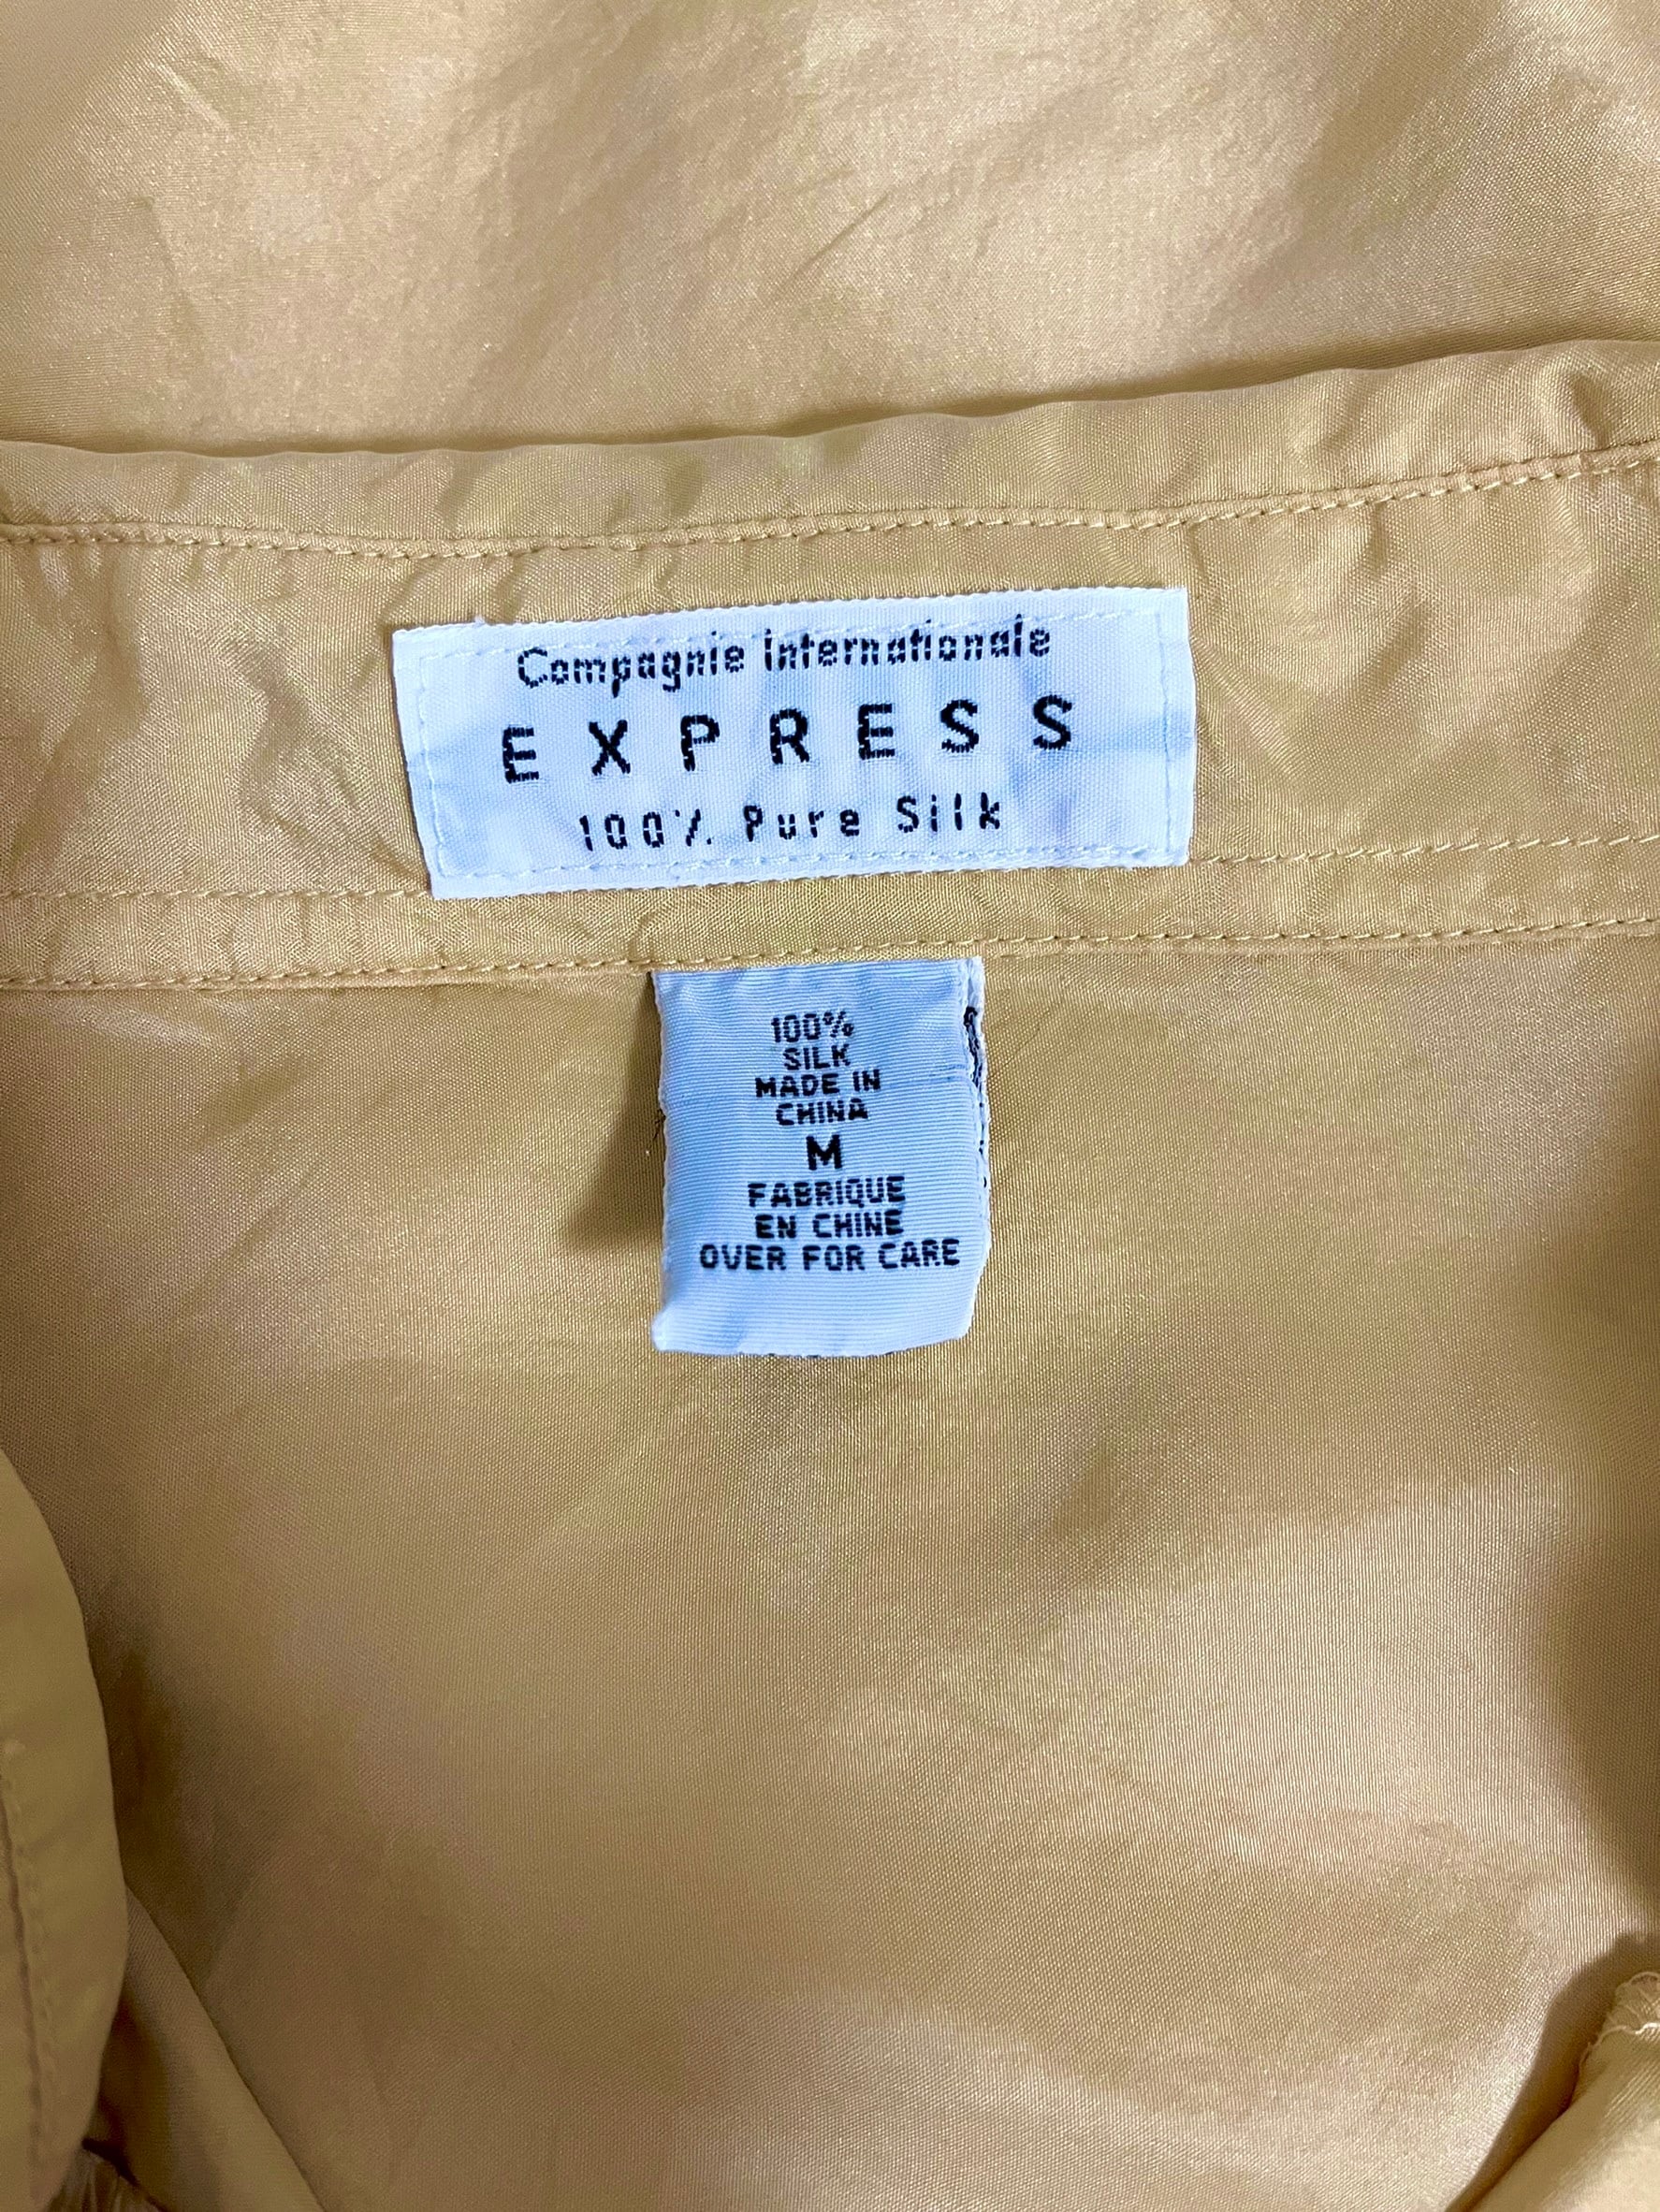 Compagnie Internationale
EXPRESS
100% Pure Silk
100%
SILK
MADE IN
CHINA
M
FABRIQUE
EN CHINE
OVER FOR CARE